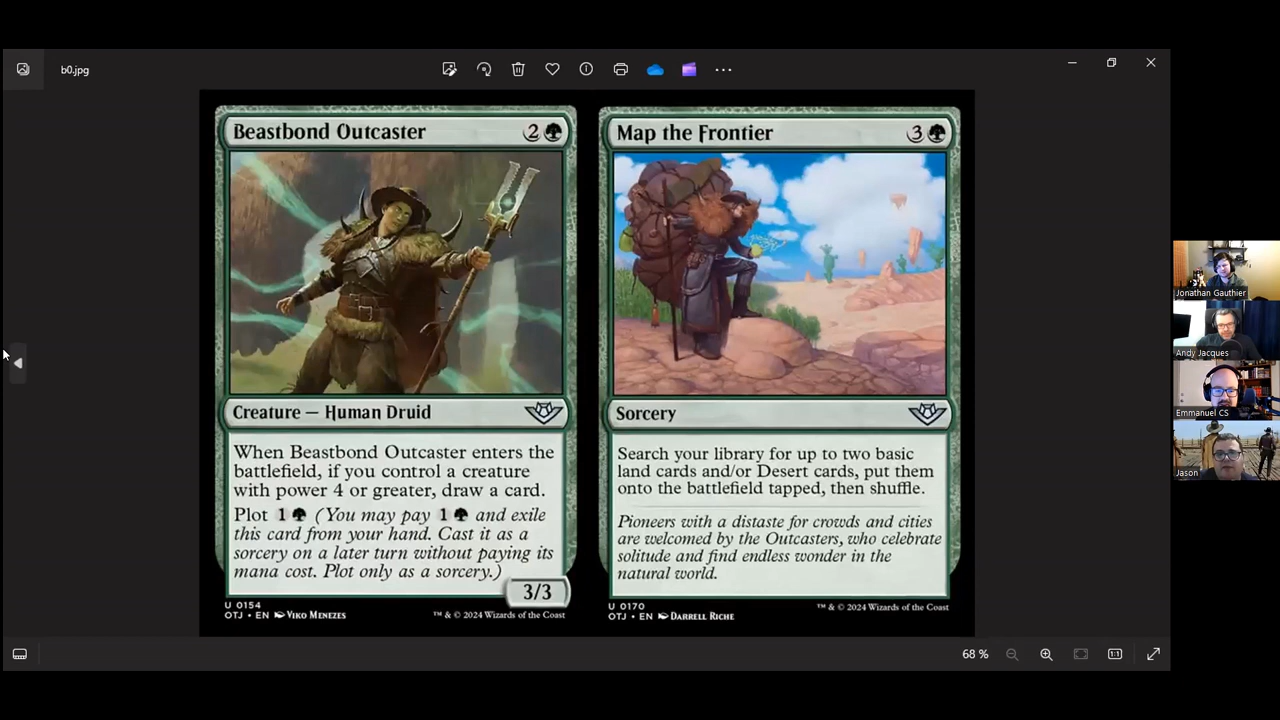 b0.jpg
Beastbond Outcaster
2
Creature — Human Druid
When Beastbond Outcaster enters the
battlefield, if you control a creature
with power 4 or greater, draw a card.
Plot 1 (You may pay 1 and exile
this card from your hand. Cast it as a
sorcery on a later turn without paying its
mana cost. Plot only as a sorcery.)
3/3
U 0154
OTJ • EN Viko Menezes
™ & © 2024 Wizards of the Coast
Map the Frontier
3
Sorcery
Search your library for up to two basic
land cards and/or Desert cards, put them
onto the battlefield tapped, then shuffle.
Pioneers with a distaste for crowds and cities
are welcomed by the Outcasters, who celebrate
solitude and find endless wonder in the
natural world.
U 0170
OTJ • EN Darrell Riche
™ & © 2024 Wizards of the Coast
68 %
1:1
Jonathan Gauthier
Andy Jacques
Emmanuel CS
Jason